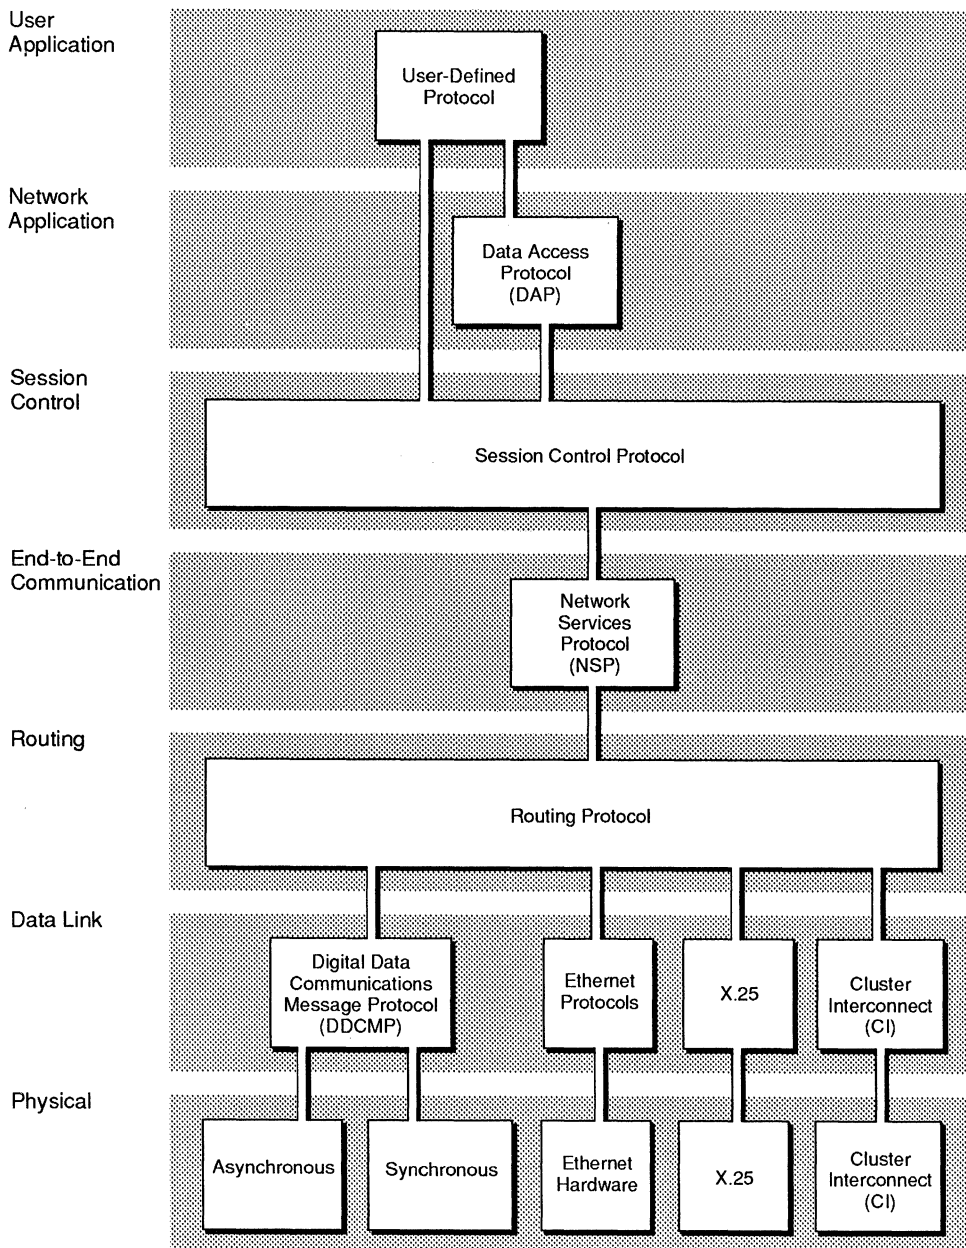 User
Application
User-Defined
Protocol
Network
Application
Data Access
Protocol
(DAP)
Session
Control
Session Control Protocol
End-to-End
Communication
Network
Services
Protocol
(NSP)
Routing
Routing Protocol
Data Link
Digital Data
Communications
Message Protocol
(DDCMP)
Ethernet
Protocols
X.25
Cluster
Interconnect
(CI)
Physical
Asynchronous
Synchronous
Ethernet
Hardware
X.25
Cluster
Interconnect
(CI)